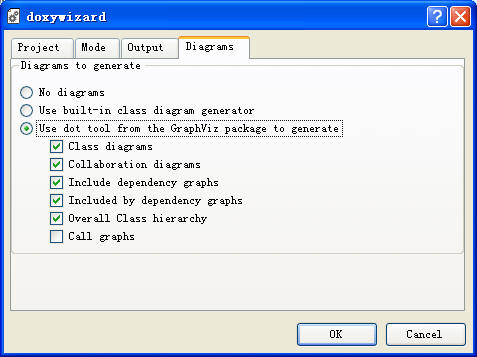 doxywizard
Project Mode Output Diagrams
Diagrams to generate
No diagrams
Use built-in class diagram generator
Use dot tool from the GraphViz package to generate
Class diagrams
Collaboration diagrams
Include dependency graphs
Included by dependency graphs
Overall Class hierarchy
Call graphs
OK Cancel